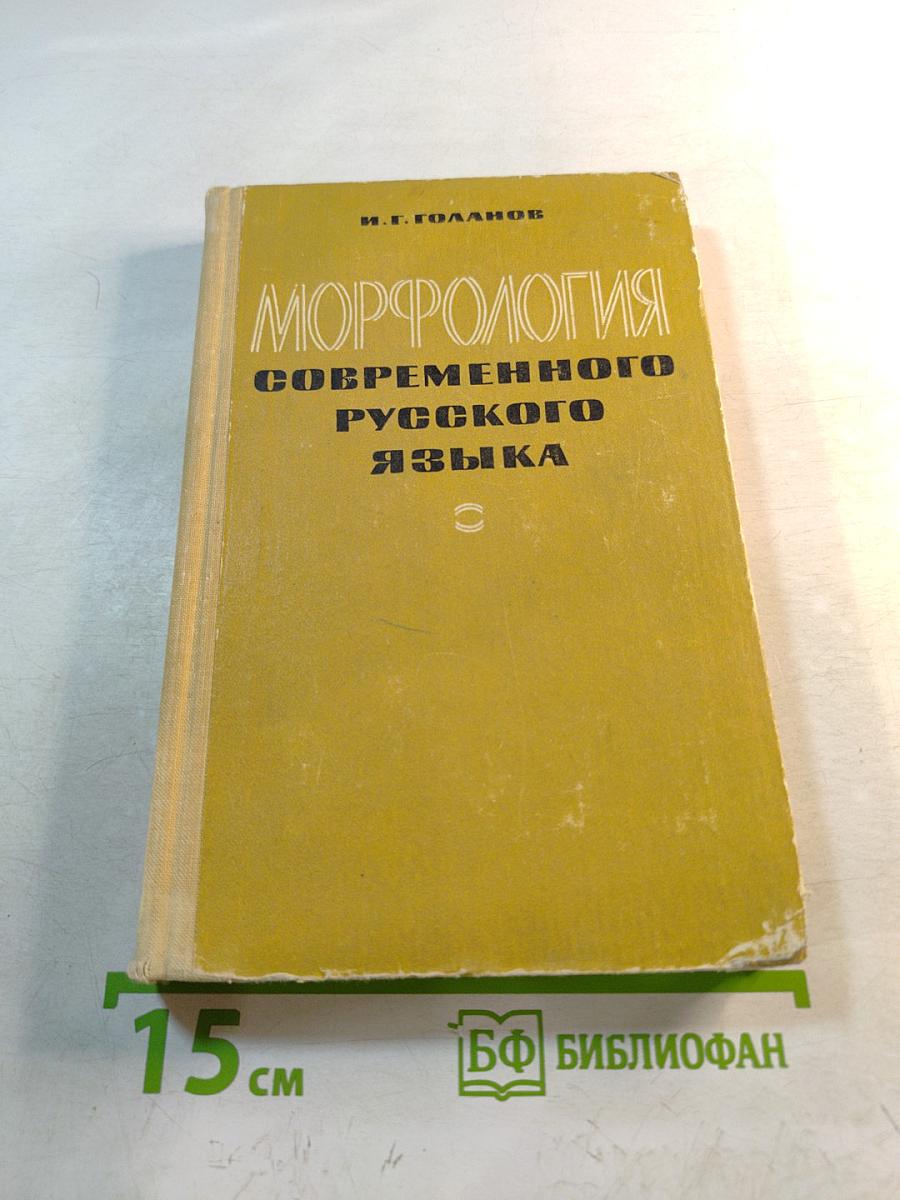 И.Г.ГОЛАНОВ
МОРФОЛОГИЯ
СОВРЕМЕННОГО
РУССКОГО
ЯЗЫКА
15 см
БФ БИБЛИОФАН